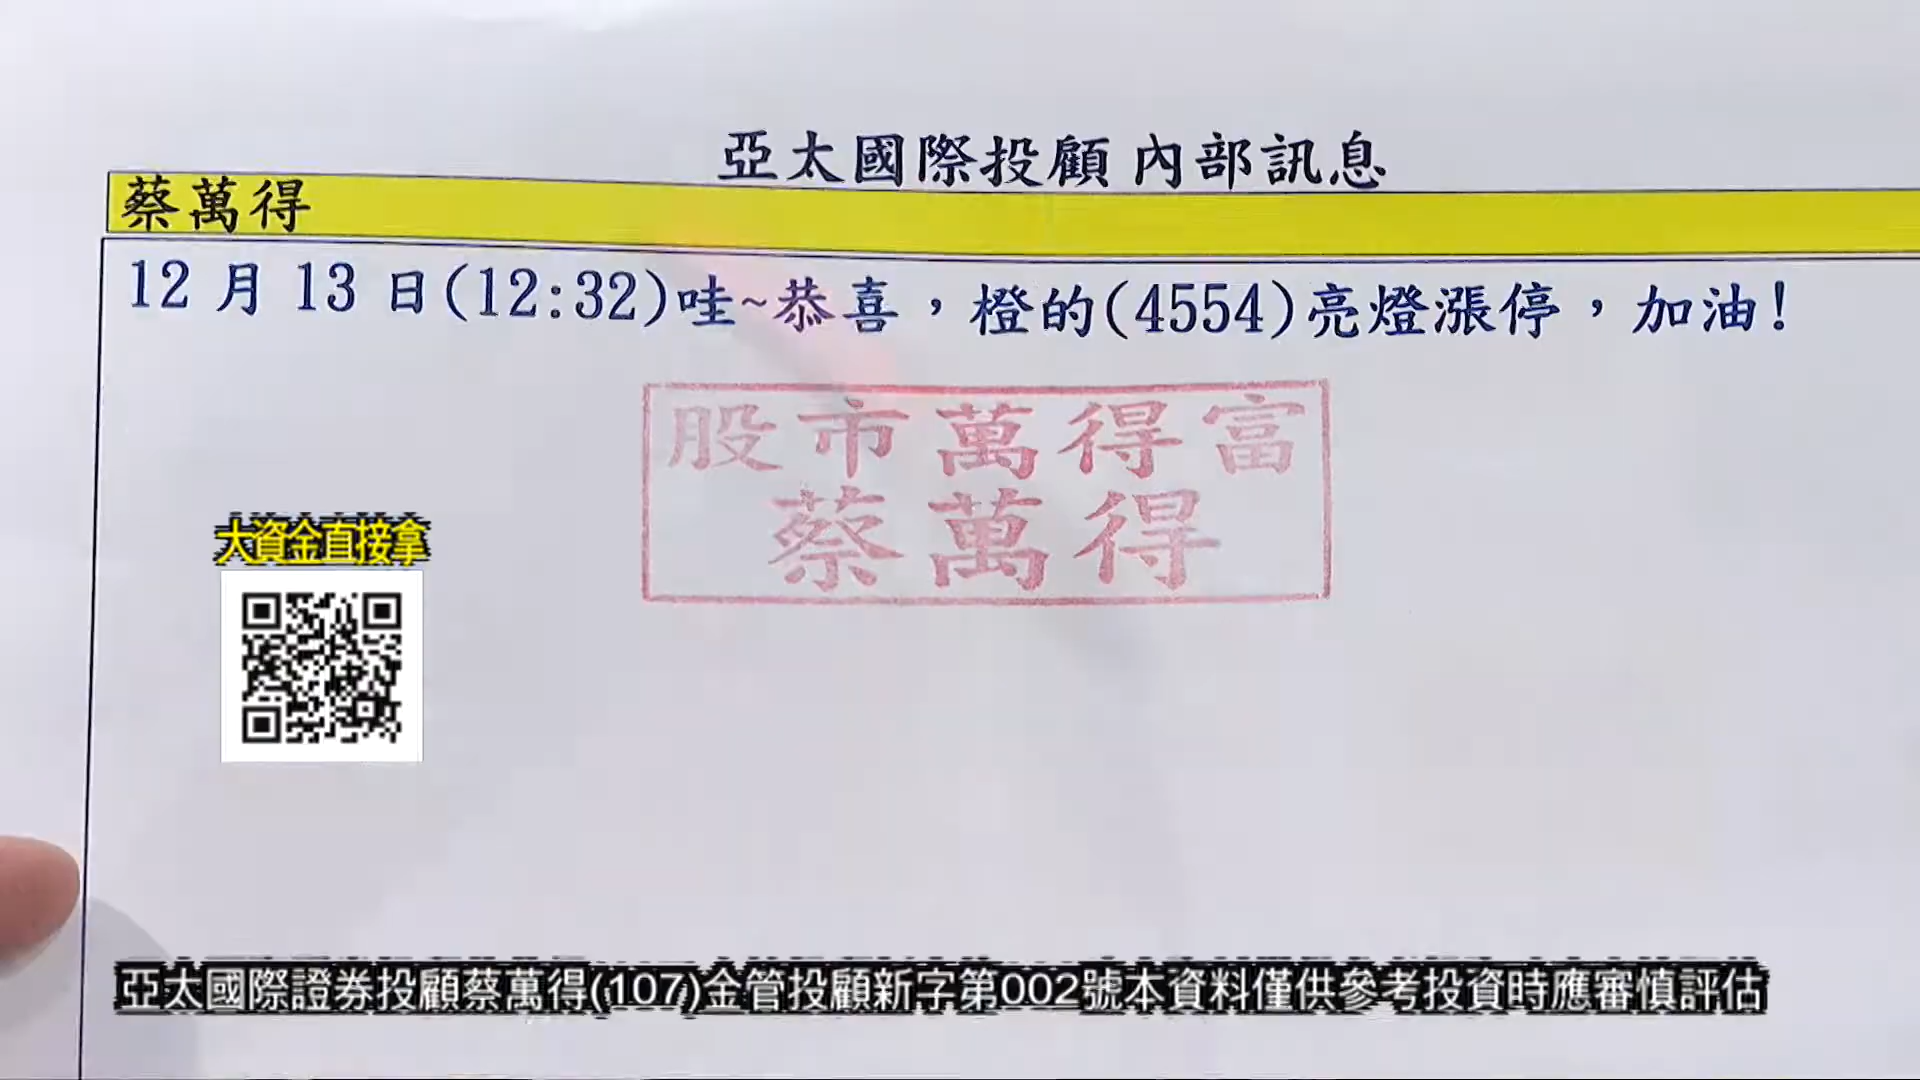 亞太國際投顧 內部訊息
蔡萬得
12月13日(12:32)哇~恭喜，橙的(4554)亮燈漲停，加油!
股市萬得富
蔡萬得
大資金直接拿
亞太國際證券投顧蔡萬得(107)金管投顧新字第002號本資料僅供參考投資時應審慎評估